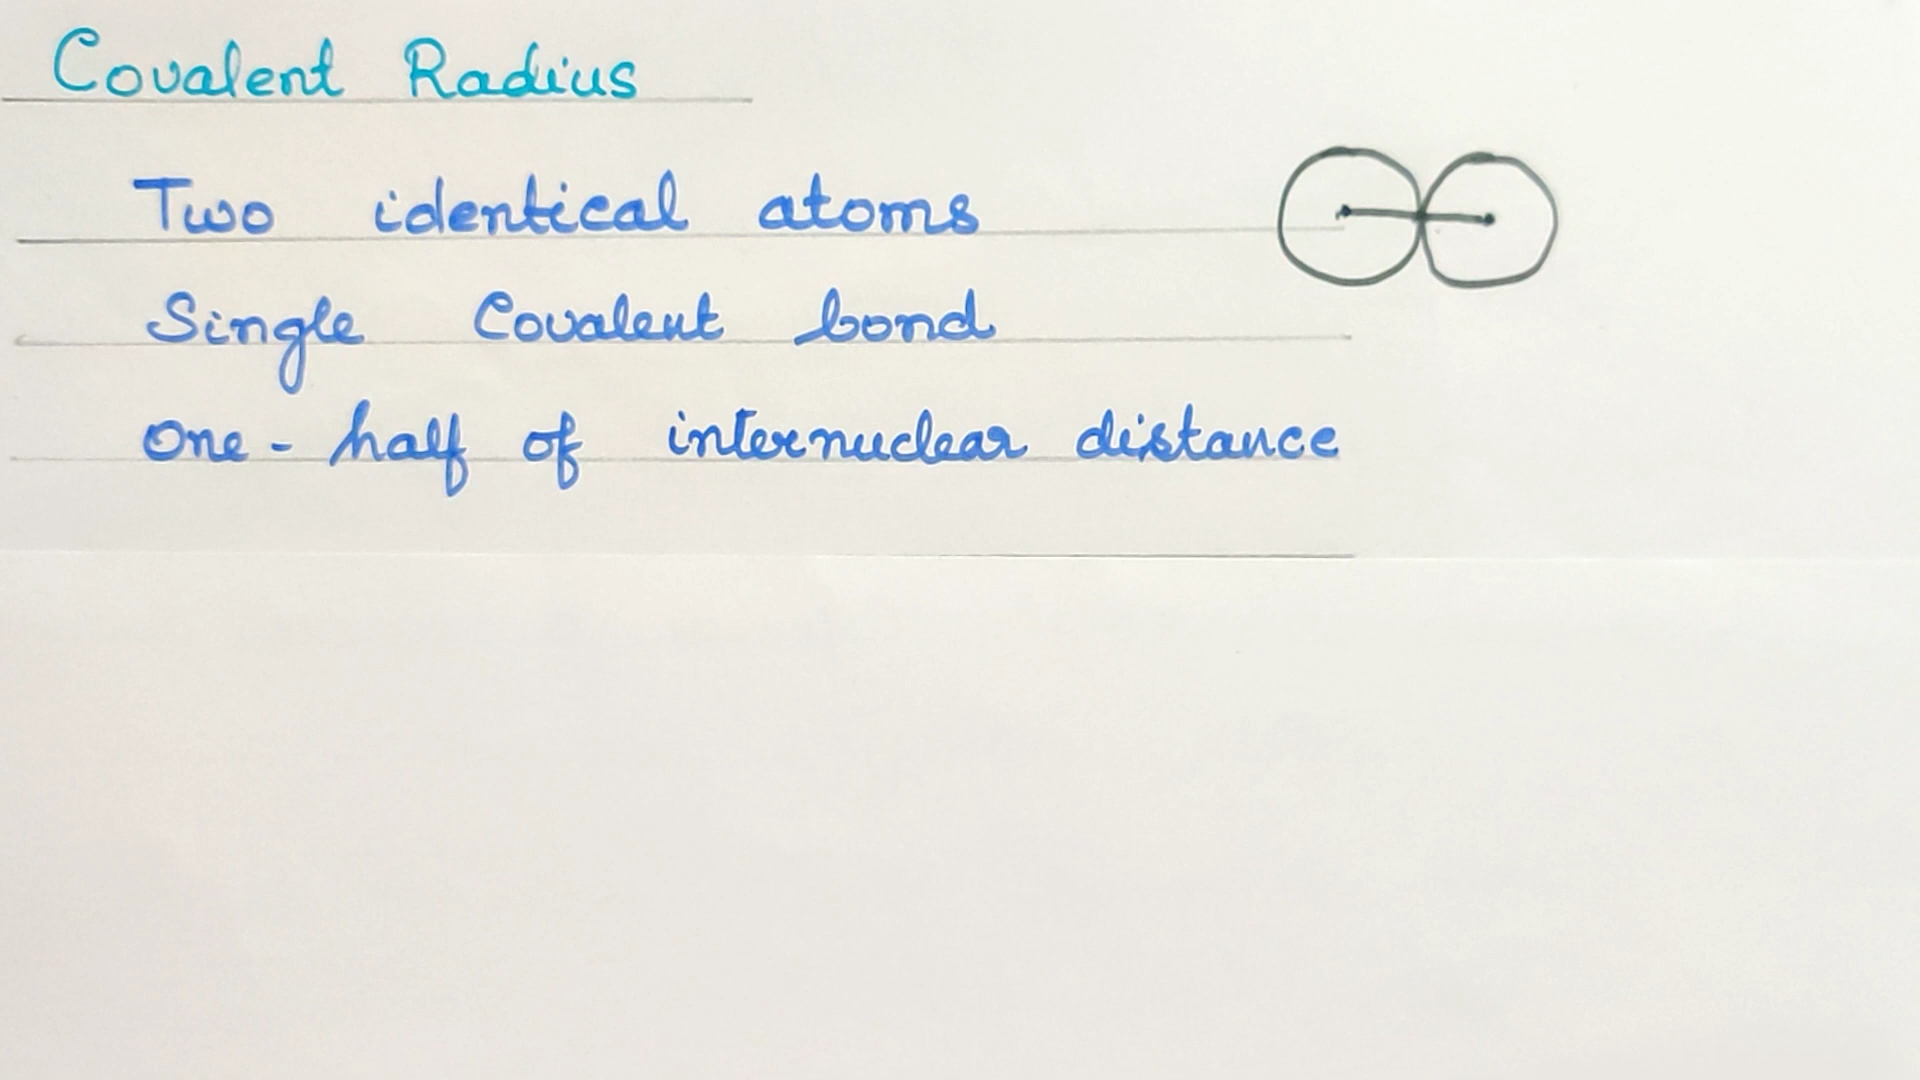 Covalent Radius
Two identical atoms
Single Covalent bond
One-half of internuclear distance